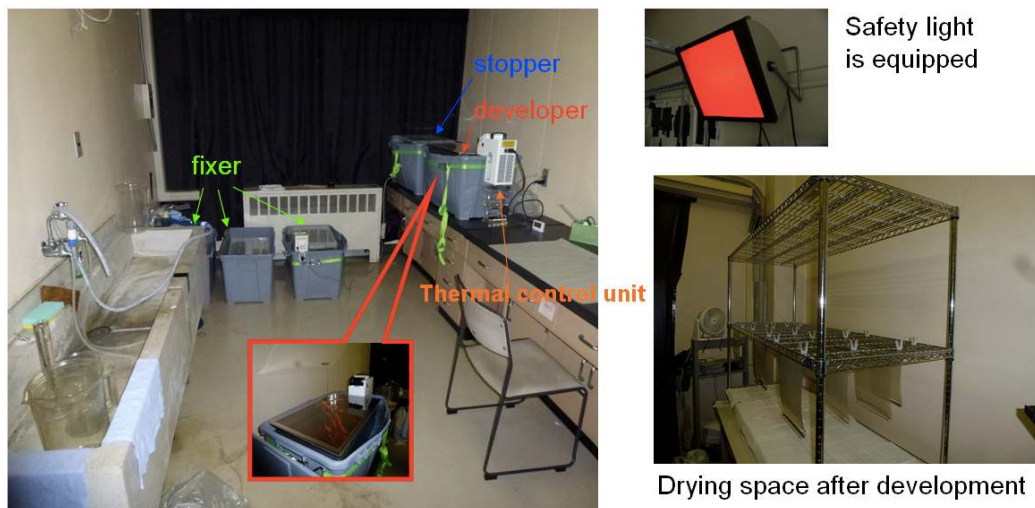 stopper
developer
fixer
Thermal control unit
Safety light
is equipped
Drying space after development